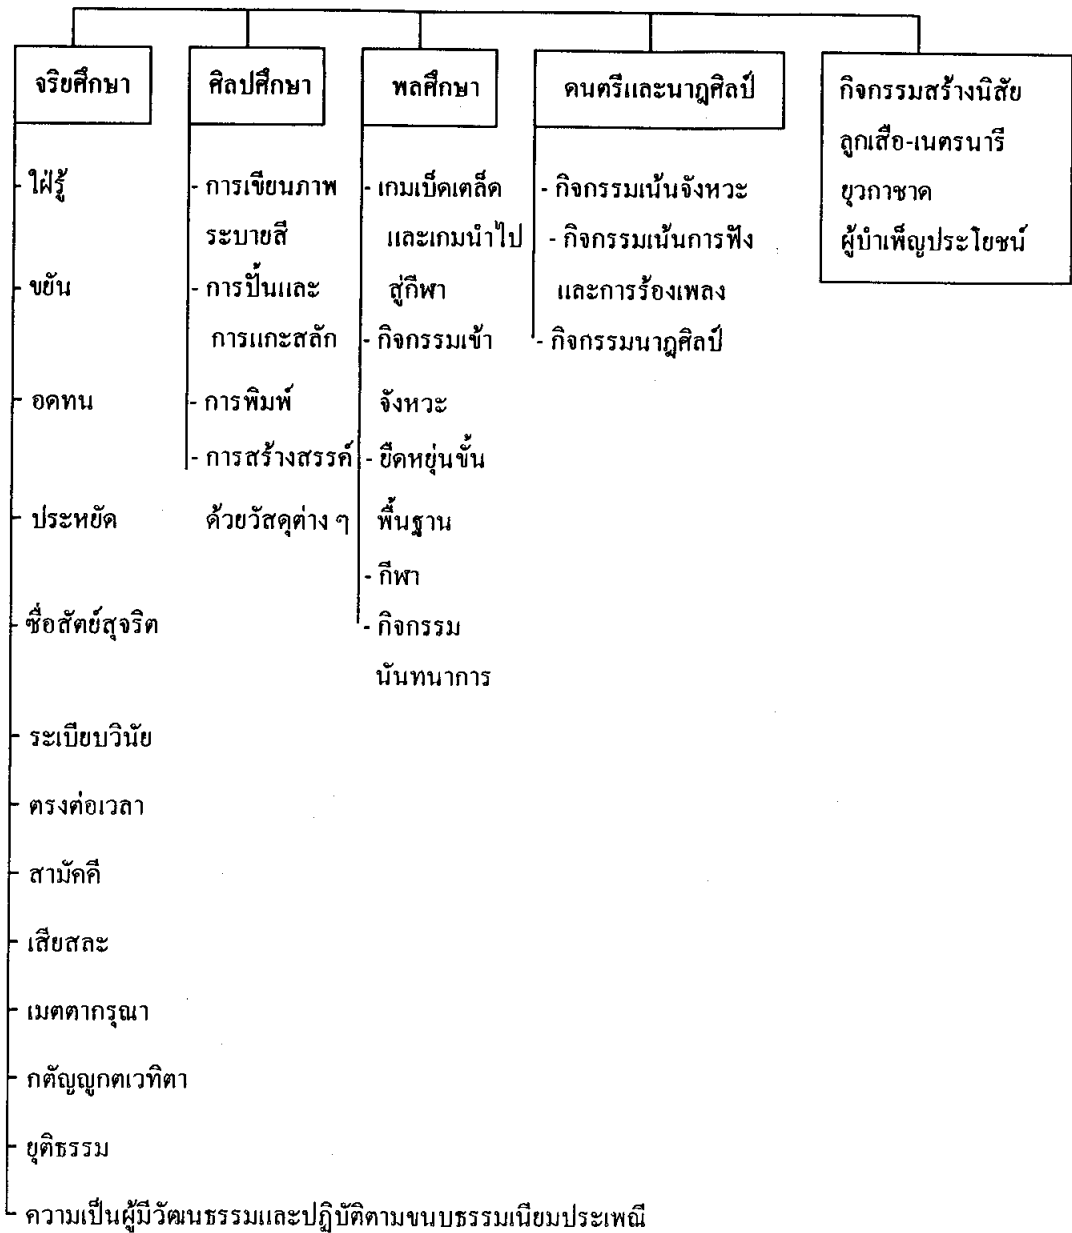 จริยศึกษา
- ใฝ่รู้
- ขยัน
- อดทน
- ประหยัด
- ซื่อสัตย์สุจริต
- ระเบียบวินัย
- ตรงต่อเวลา
- สามัคคี
- เสียสละ
- เมตตากรุณา
- กตัญญูกตเวทิตา
- ยุติธรรม
- ความเป็นผู้มีวัฒนธรรมและปฏิบัติตามขนบธรรมเนียมประเพณี
ศิลปศึกษา
- การเขียนภาพ
ระบายสี
- การปั้นและ
การแกะสลัก
- การพิมพ์
- การสร้างสรรค์
ด้วยวัสดุต่าง ๆ
พลศึกษา
- เกมเบ็ดเตล็ด
และเกมนำไป
สู่กีฬา
- กิจกรรมเข้า
จังหวะ
- ยืดหยุ่นขั้น
พื้นฐาน
- กีฬา
- กิจกรรม
นันทนาการ
ดนตรีและนาฎศิลป์
- กิจกรรมเน้นจังหวะ
- กิจกรรมเน้นการฟัง
และการร้องเพลง
- กิจกรรมนาฎศิลป์
กิจกรรมสร้างนิสัย
ลูกเสือ-เนตรนารี
ยุวกาชาด
ผู้บำเพ็ญประโยชน์